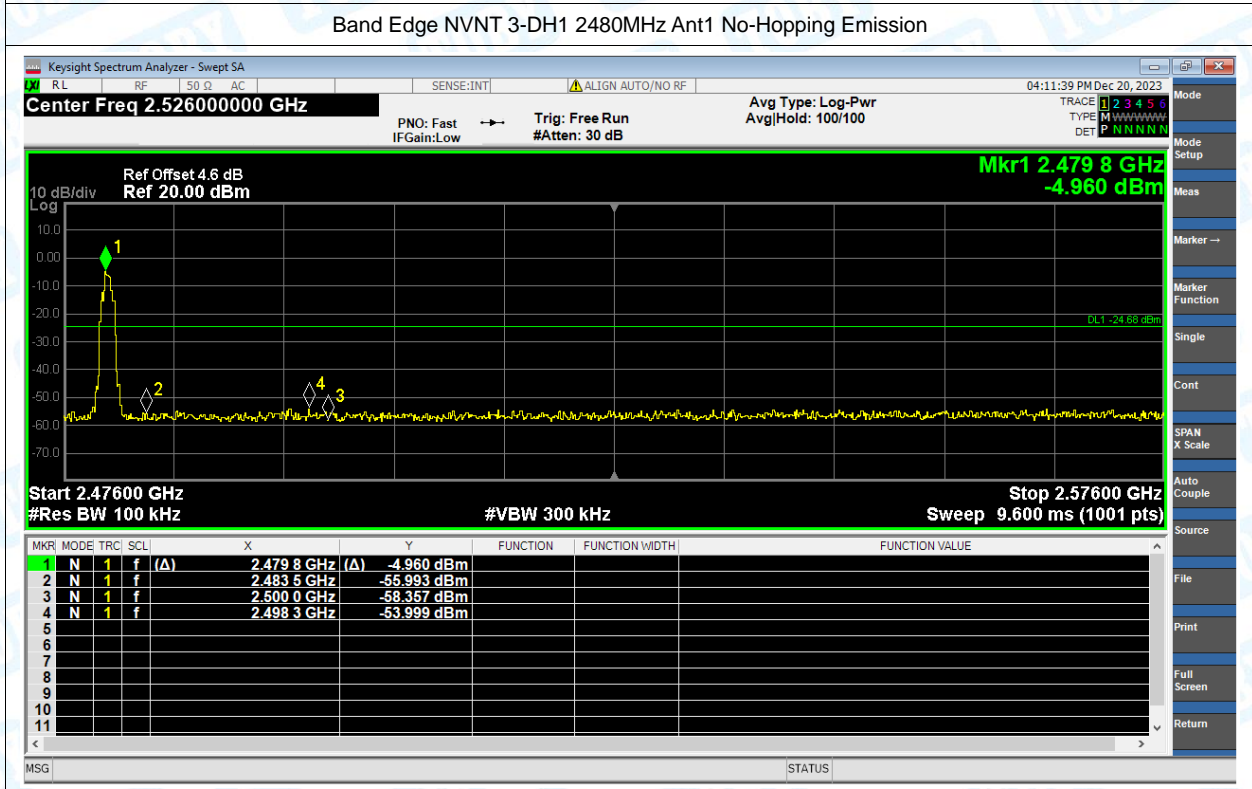 Band Edge NVNT 3-DH1 2480MHz Ant1 No-Hopping Emission
Keysight Spectrum Analyzer - Swept SA
LXI RL RF 50 Ω AC SENSE:INT ALIGN AUTO/NO RF 04:11:39 PM Dec 20, 2023
Center Freq 2.526000000 GHz
PNO: Fast
IFGain:Low
Trig: Free Run
#Atten: 30 dB
Avg Type: Log-Pwr
Avg|Hold: 100/100
TRACE 1 2 3 4 5 6
TYPE M WWWWW
DET P N N N N N
Ref Offset 4.6 dB
10 dB/div Ref 20.00 dBm
Log
Mkr1 2.479 8 GHz
-4.960 dBm
10.0
0.00
-10.0
-20.0
-30.0
-40.0
-50.0
-60.0
-70.0
1
2
4
3
DL1 -24.68 dBm
Start 2.47600 GHz Stop 2.57600 GHz
#Res BW 100 kHz #VBW 300 kHz Sweep 9.600 ms (1001 pts)
MKR MODE TRC SCL X Y FUNCTION FUNCTION WIDTH FUNCTION VALUE
1 N 1 f (Δ) 2.479 8 GHz (Δ) -4.960 dBm
2 N 1 f 2.483 5 GHz -55.993 dBm
3 N 1 f 2.500 0 GHz -58.357 dBm
4 N 1 f 2.498 3 GHz -53.999 dBm
5
6
7
8
9
10
11
MSG STATUS
Mode
Mode Setup
Meas
Marker →
Marker Function
Single
Cont
SPAN X Scale
Auto Couple
Source
File
Print
Full Screen
Return